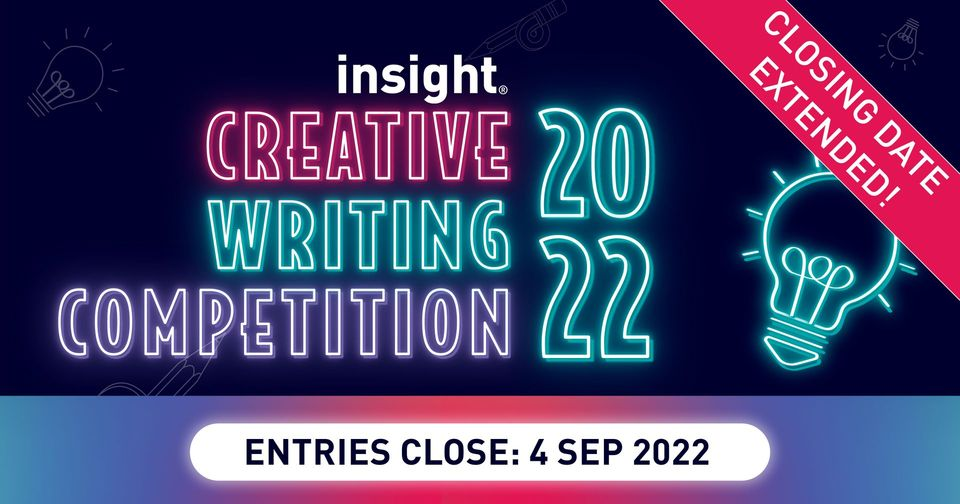 insight®
CREATIVE
WRITING
COMPETITION
20
22
CLOSING DATE
EXTENDED!
ENTRIES CLOSE: 4 SEP 2022